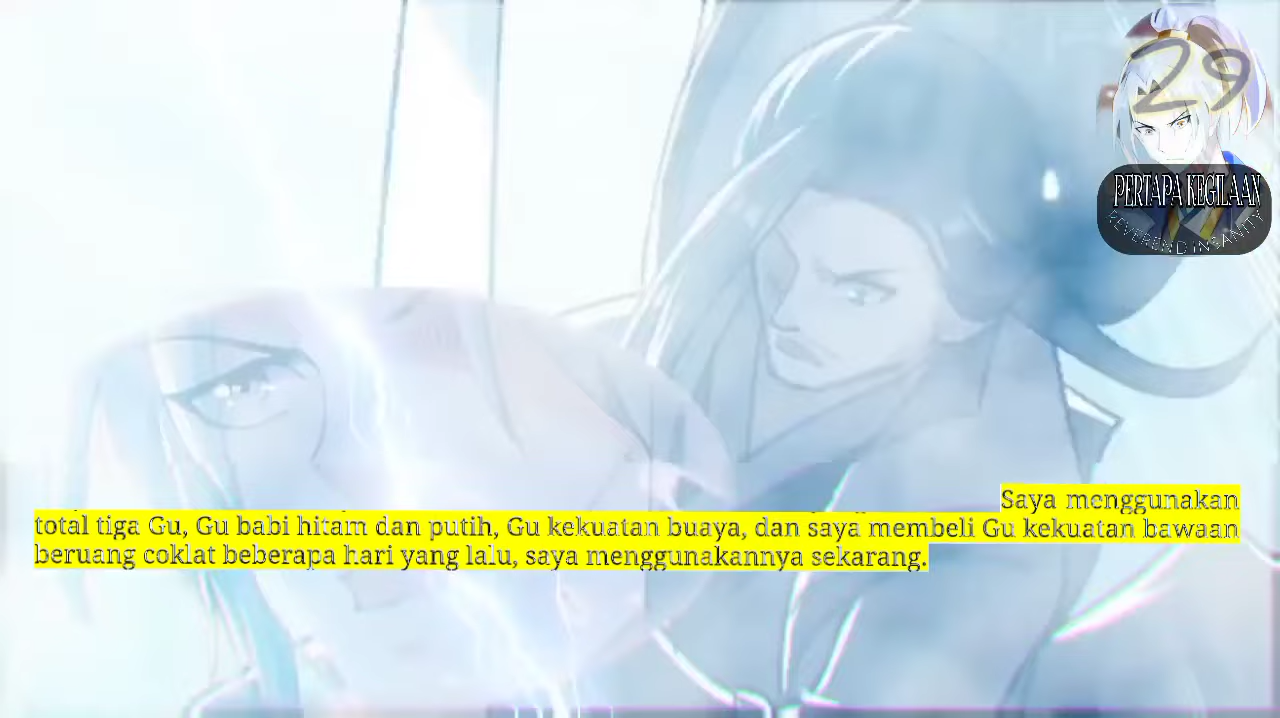 29
PERTAPA KEGILAAN
REVEREND INSANITY
Saya menggunakan
total tiga Gu, Gu babi hitam dan putih, Gu kekuatan buaya, dan saya membeli Gu kekuatan bawaan
beruang coklat beberapa hari yang lalu, saya menggunakannya sekarang.